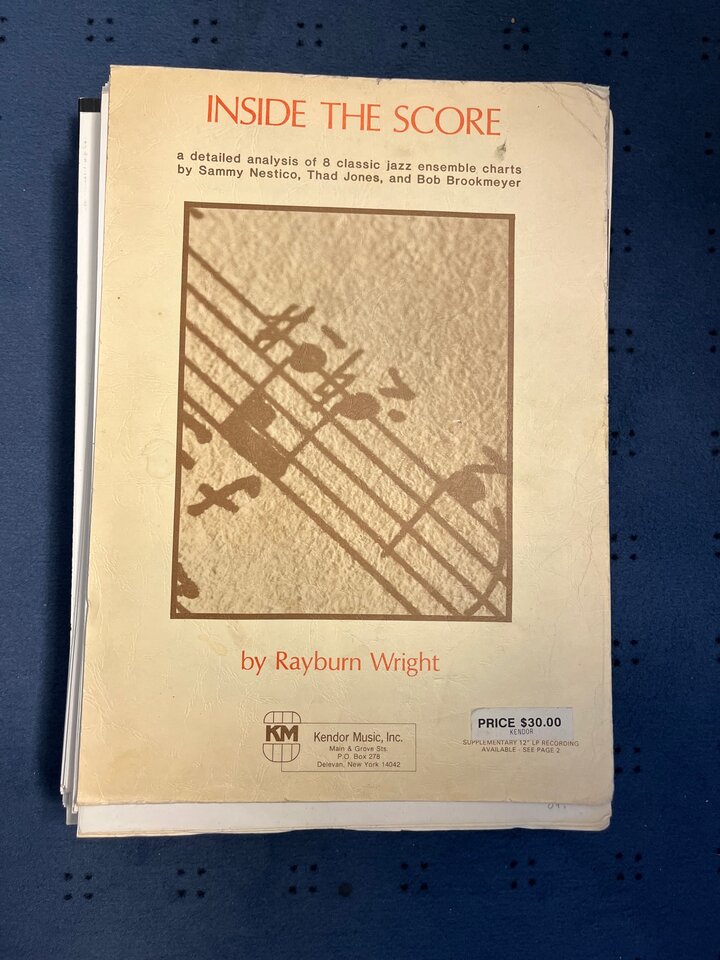 INSIDE THE SCORE
a detailed analysis of 8 classic jazz ensemble charts
by Sammy Nestico, Thad Jones, and Bob Brookmeyer
by Rayburn Wright
KM
Kendor Music, Inc.
Main & Grove Sts.
P.O. Box 278
Delevan, New York 14042
PRICE $30.00
KENDOR
SUPPLEMENTARY 12" LP RECORDING
AVAILABLE - SEE PAGE 2